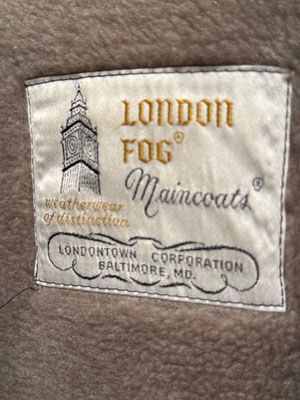 LONDON
FOG®
Maincoats®
weatherwear
of distinction
LONDONTOWN CORPORATION
BALTIMORE, MD.